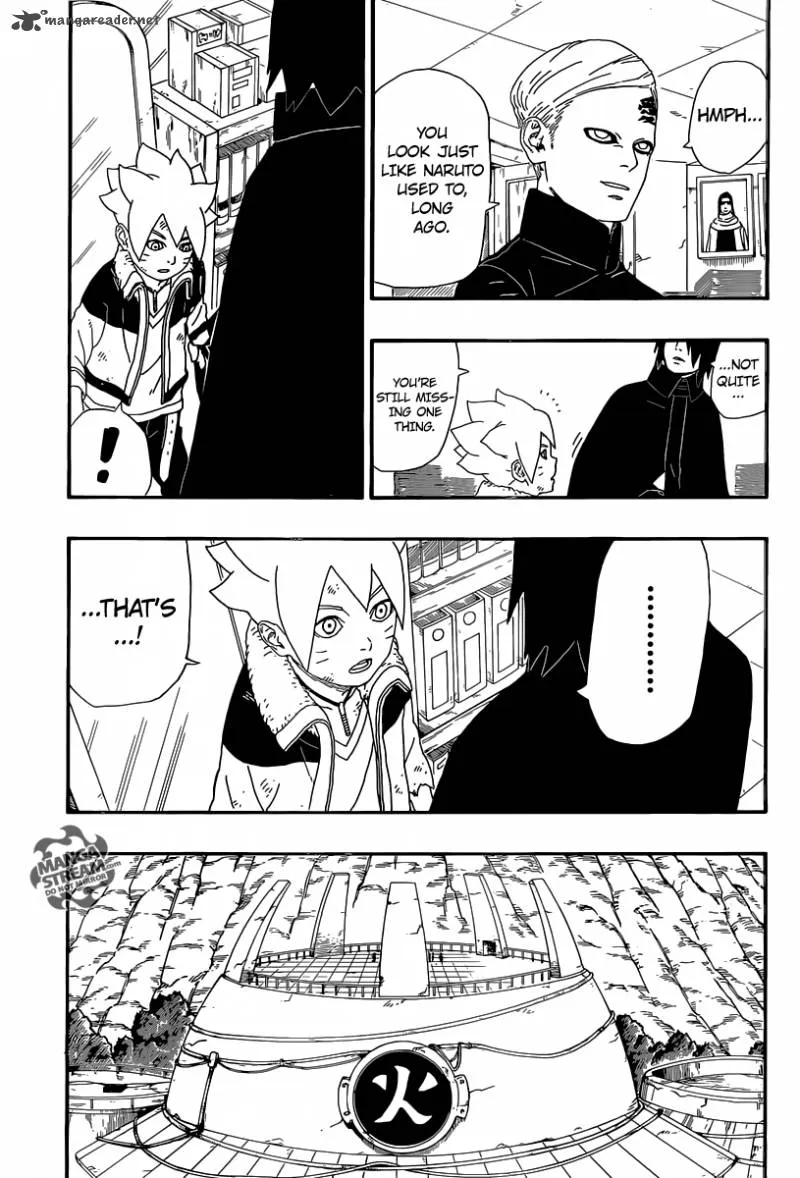 mangareader.net
HMPH...
YOU
LOOK JUST
LIKE NARUTO
USED TO,
LONG
AGO.
!
...NOT
QUITE
...
YOU'RE
STILL MISS-
ING ONE
THING.
..........
...THAT'S
...!
MANGA
STREAM.com
DO NOT MIRROR
火